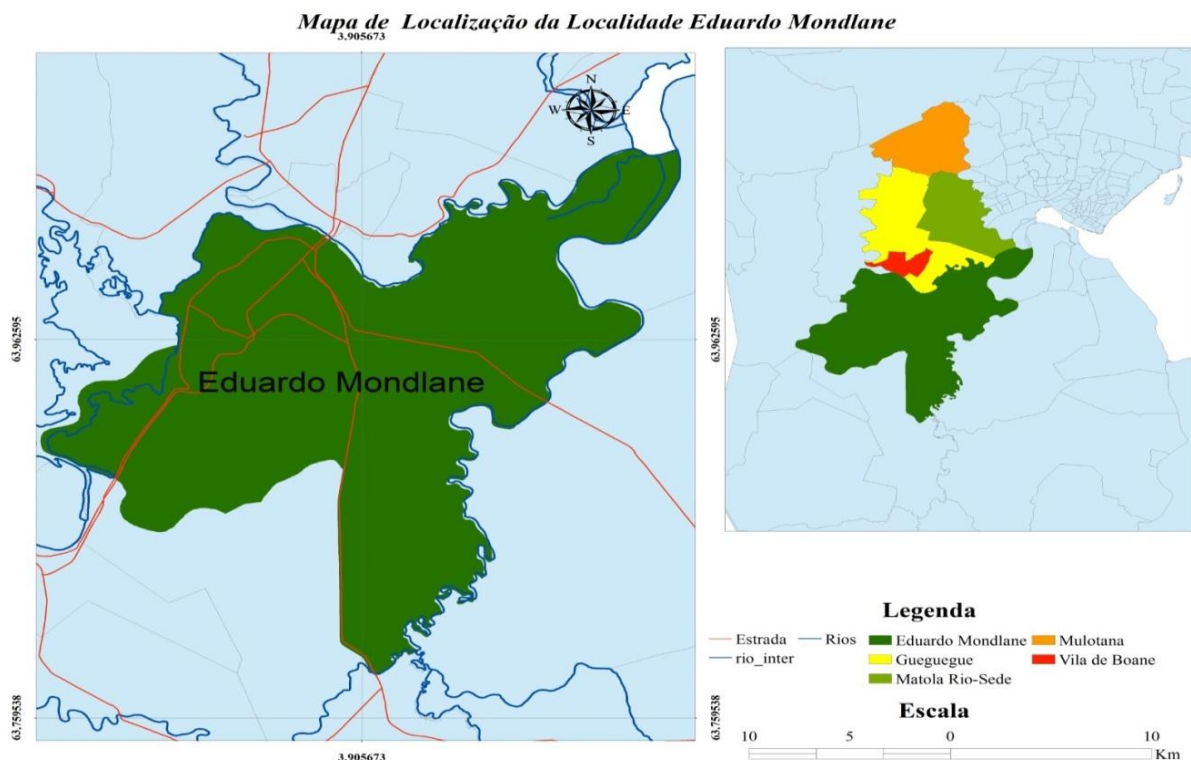 Mapa de Localização da Localidade Eduardo Mondlane
3.905673
N
W E
S
63.962595
63.962595
Eduardo Mondlane
63.759538
63.759538
3.905673
Legenda
Estrada Rios
rio_inter
Eduardo Mondlane Mulotana
Gueguegue Vila de Boane
Matola Rio-Sede
Escala
10 5 0 10
Km